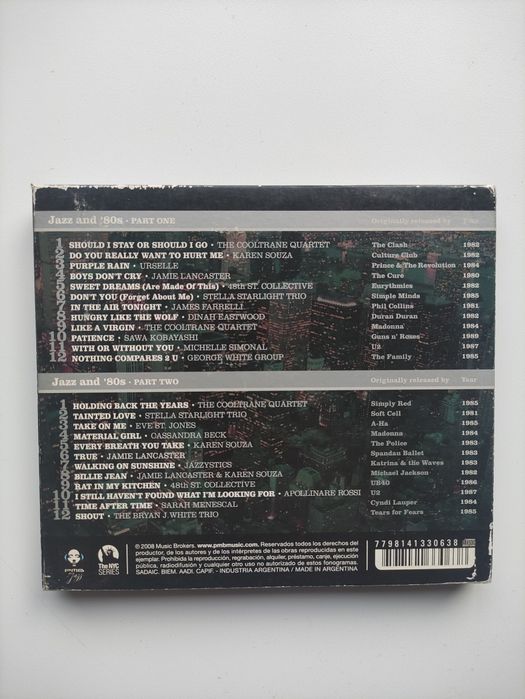 Jazz and '80s • PART ONE Originally released by Year
1 SHOULD I STAY OR SHOULD I GO • THE COOLTRANE QUARTET The Clash 1982
2 DO YOU REALLY WANT TO HURT ME • KAREN SOUZA Culture Club 1982
3 PURPLE RAIN • URSELLE Prince & The Revolution 1984
4 BOYS DON'T CRY • JAMIE LANCASTER The Cure 1980
5 SWEET DREAMS (Are Made Of This) • 48th ST. COLLECTIVE Eurythmics 1982
6 DON'T YOU (Forget About Me) • STELLA STARLIGHT TRIO Simple Minds 1985
7 IN THE AIR TONIGHT • JAMES FARRELLI Phil Collins 1981
8 HUNGRY LIKE THE WOLF • DINAH EASTWOOD Duran Duran 1982
9 LIKE A VIRGIN • THE COOLTRANE QUARTET Madonna 1984
10 PATIENCE • SAWA KOBAYASHI Guns n' Roses 1989
11 WITH OR WITHOUT YOU • MICHELLE SIMONAL U2 1987
12 NOTHING COMPARES 2 U • GEORGE WHITE GROUP The Family 1985
Jazz and '80s • PART TWO Originally released by Year
1 HOLDING BACK THE YEARS • THE COOLTRANE QUARTET Simply Red 1985
2 TAINTED LOVE • STELLA STARLIGHT TRIO Soft Cell 1981
3 TAKE ON ME • EVE ST. JONES A-Ha 1985
4 MATERIAL GIRL • CASSANDRA BECK Madonna 1984
5 EVERY BREATH YOU TAKE • KAREN SOUZA The Police 1983
6 TRUE • JAMIE LANCASTER Spandau Ballet 1983
7 WALKING ON SUNSHINE • JAZZYSTICS Katrina & the Waves 1983
8 BILLIE JEAN • JAMIE LANCASTER & KAREN SOUZA Michael Jackson 1982
9 RAT IN MY KITCHEN • 48th ST. COLLECTIVE UB40 1986
10 I STILL HAVEN'T FOUND WHAT I'M LOOKING FOR • APOLLINARE ROSSI U2 1987
11 TIME AFTER TIME • SARAH MENESCAL Cyndi Lauper 1984
12 SHOUT • THE BRYAN J.WHITE TRIO Tears for Fears 1985
The NYC
SERIES
℗ 2008 Music Brokers. www.pmbmusic.com. Reservados todos los derechos del
productor, de los autores y de los intérpretes de las obras reproducidas en este
ejemplar. Prohibida la reproducción, regrabación, alquiler, préstamo, canje, ejecución
pública, radiodifusión y cualquier otro uso no autorizado de estos fonogramas.
SADAIC. BIEM. AADI. CAPIF. - INDUSTRIA ARGENTINA / MADE IN ARGENTINA
7798141330638